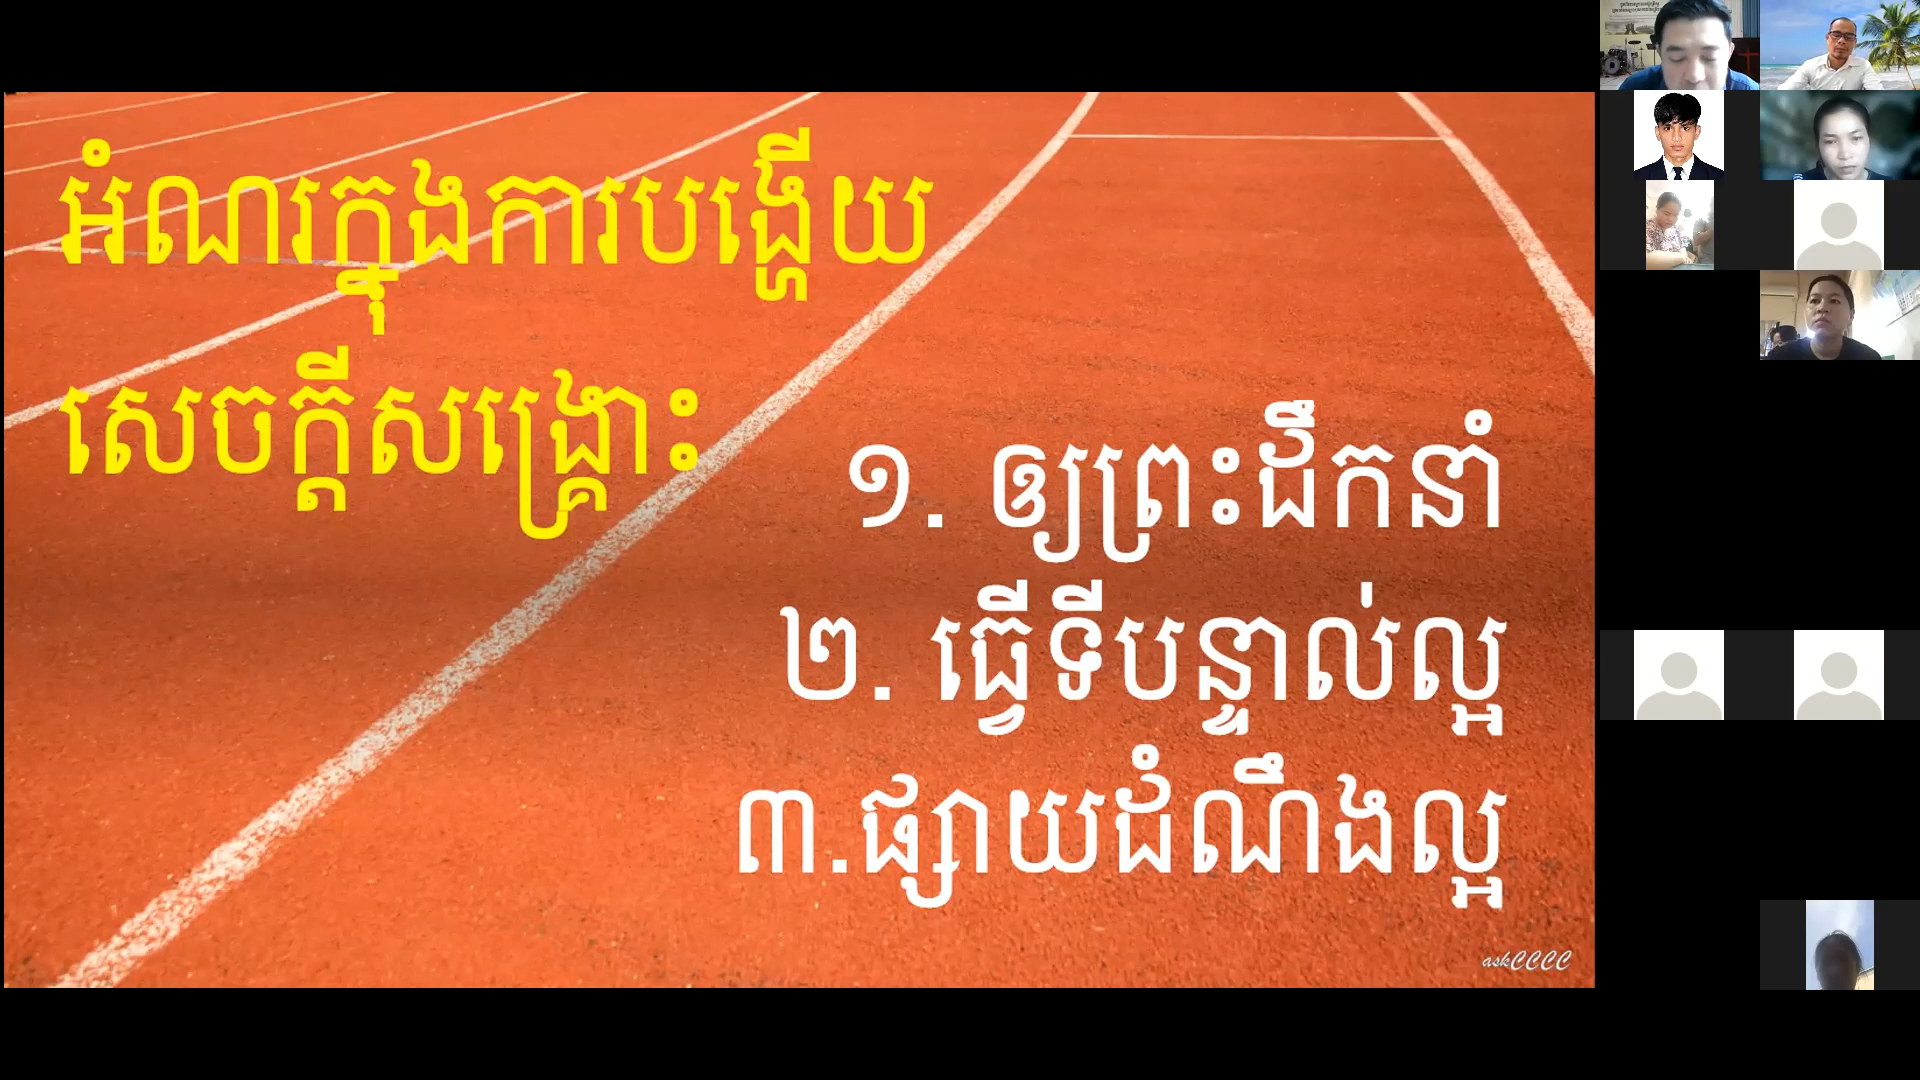 អំណរក្នុងការបង្ហើយ
សេចក្ដីសង្គ្រោះ
១. ឲ្យព្រះដឹកនាំ
២. ធ្វើទីបន្ទាល់ល្អ
៣.ផ្សាយដំណឹងល្អ
askCCCC